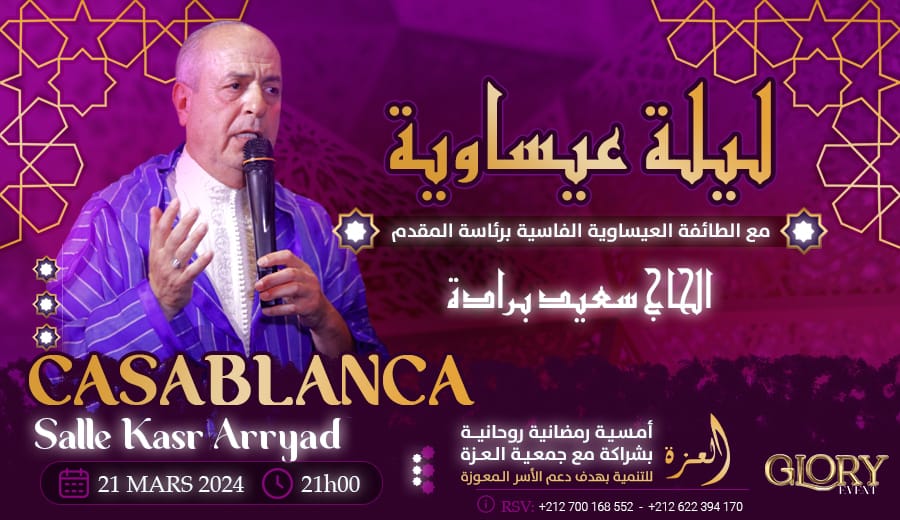 ليلة عيساوية
مع الطائفة العيساوية الفاسية برئاسة المقدم
الحاج سعيد برادة
CASABLANCA
Salle Kasr Arryad
21 MARS 2024
21h00
أمسية رمضانية روحانية
بشراكة مع جمعية العزة
للتنمية بهدف دعم الأسر المعوزة
العزة
RSV: +212 700 168 552 - +212 622 394 170
GLORY
EVENT